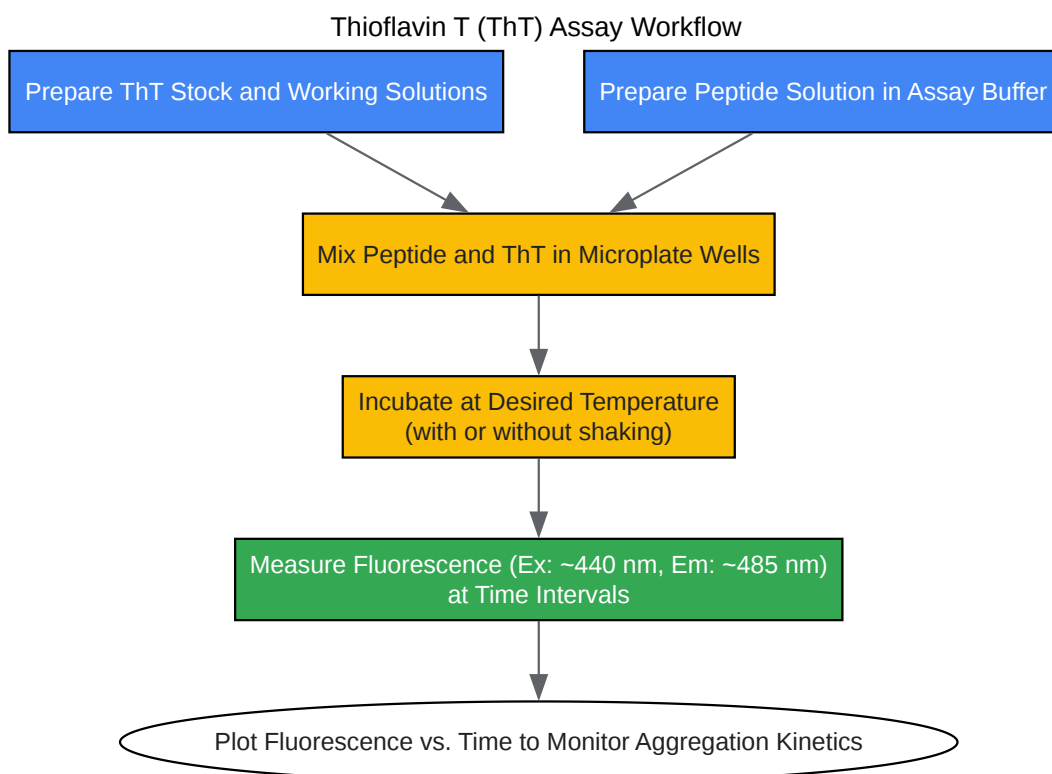 Thioflavin T (ThT) Assay Workflow
Prepare ThT Stock and Working Solutions
Prepare Peptide Solution in Assay Buffer
Mix Peptide and ThT in Microplate Wells
Incubate at Desired Temperature
(with or without shaking)
Measure Fluorescence (Ex: ~440 nm, Em: ~485 nm)
at Time Intervals
Plot Fluorescence vs. Time to Monitor Aggregation Kinetics